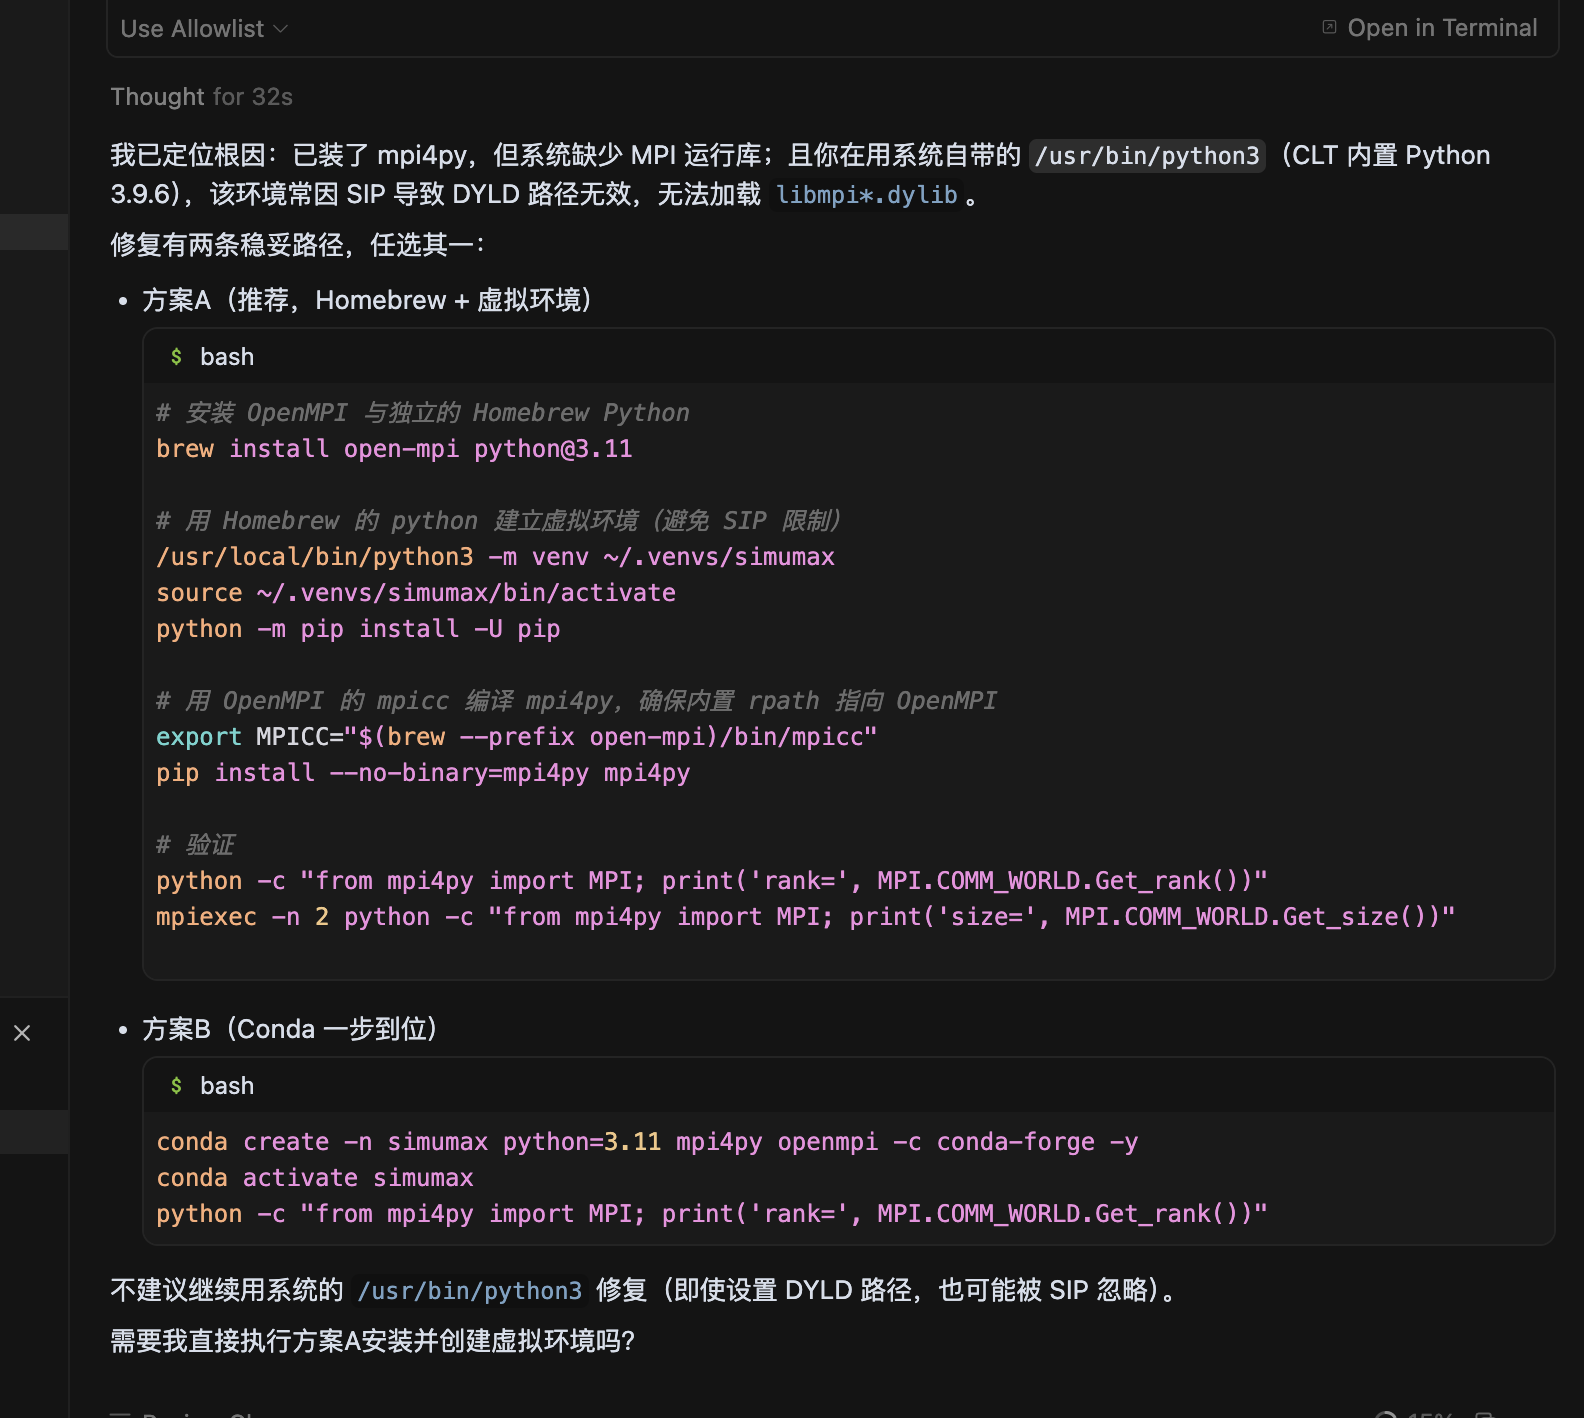 Use Allowlist
Open in Terminal
Thought for 32s
我已定位根因：已装了 mpi4py，但系统缺少 MPI 运行库；且你在用系统自带的 /usr/bin/python3（CLT 内置 Python
3.9.6），该环境常因 SIP 导致 DYLD 路径无效，无法加载 libmpi*.dylib。
修复有两条稳妥路径，任选其一：
• 方案A（推荐，Homebrew + 虚拟环境）
$ bash
# 安装 OpenMPI 与独立的 Homebrew Python
brew install open-mpi python@3.11
# 用 Homebrew 的 python 建立虚拟环境（避免 SIP 限制）
/usr/local/bin/python3 -m venv ~/.venvs/simumax
source ~/.venvs/simumax/bin/activate
python -m pip install -U pip
# 用 OpenMPI 的 mpicc 编译 mpi4py，确保内置 rpath 指向 OpenMPI
export MPICC="$(brew --prefix open-mpi)/bin/mpicc"
pip install --no-binary=mpi4py mpi4py
# 验证
python -c "from mpi4py import MPI; print('rank=', MPI.COMM_WORLD.Get_rank())"
mpiexec -n 2 python -c "from mpi4py import MPI; print('size=', MPI.COMM_WORLD.Get_size())"
• 方案B（Conda 一步到位）
$ bash
conda create -n simumax python=3.11 mpi4py openmpi -c conda-forge -y
conda activate simumax
python -c "from mpi4py import MPI; print('rank=', MPI.COMM_WORLD.Get_rank())"
不建议继续用系统的 /usr/bin/python3 修复（即使设置 DYLD 路径，也可能被 SIP 忽略）。
需要我直接执行方案A安装并创建虚拟环境吗？